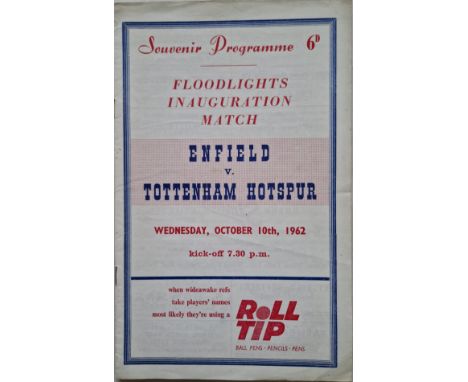 Souvenir Programme 6D
FLOODLIGHTS
INAUGURATION
MATCH
ENFIELD
v.
TOTTENHAM HOTSPUR
WEDNESDAY, OCTOBER 10th, 1962
kick-off 7.30 p.m.
when wideawake refs
take players' names
most likely they're using a
ROLL
TIP
BALL PENS · PENCILS · PENS